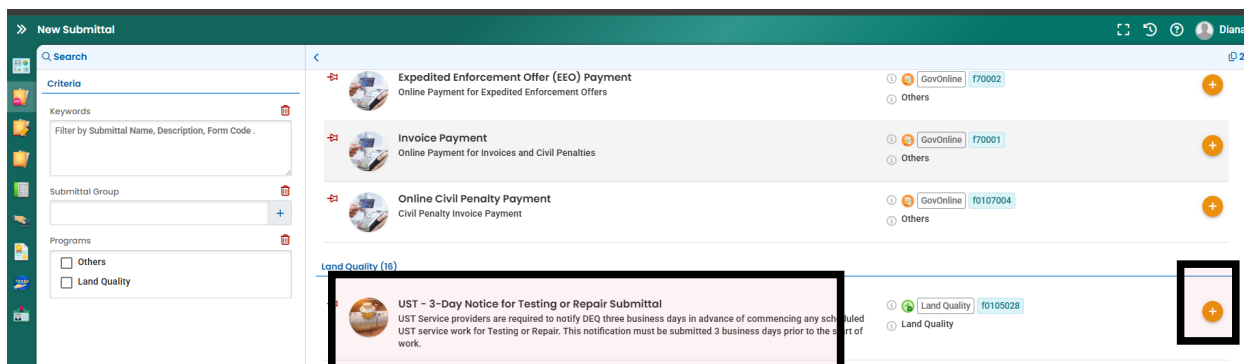 New Submittal
Diana
Search
2
Criteria
Keywords
Filter by Submittal Name, Description, Form Code .
Submittal Group
+
Programs
Others
Land Quality
Expedited Enforcement Offer (EEO) Payment
Online Payment for Expedited Enforcement Offers
GovOnline f70002
Others
Invoice Payment
Online Payment for Invoices and Civil Penalties
GovOnline f70001
Others
Online Civil Penalty Payment
Civil Penalty Invoice Payment
GovOnline f0107004
Others
Land Quality (16)
UST - 3-Day Notice for Testing or Repair Submittal
UST Service providers are required to notify DEQ three business days in advance of commencing any scheduled
UST service work for Testing or Repair. This notification must be submitted 3 business days prior to the start of
work.
Land Quality f0105028
Land Quality